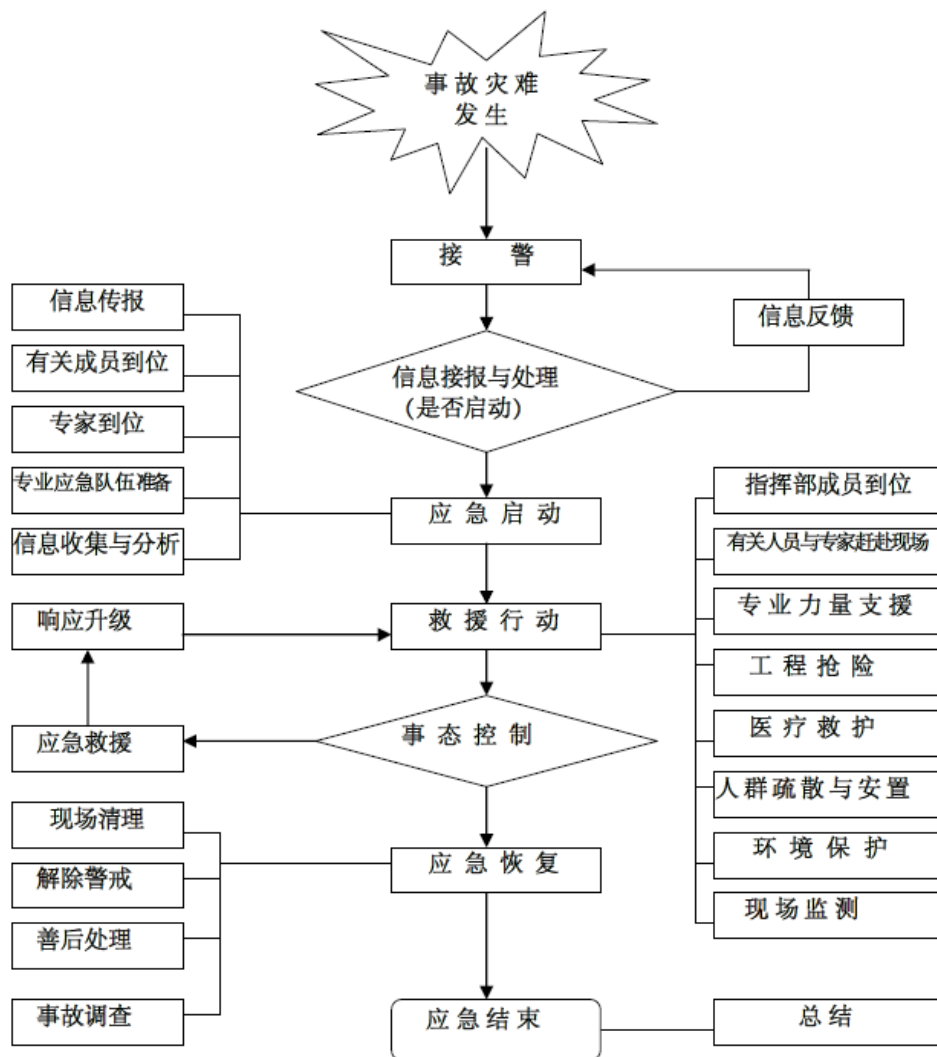 事故灾难
发生
接 警
信息传报
信息反馈
有关成员到位
信息接报与处理
(是否启动)
专家到位
专业应急队伍准备
指挥部成员到位
应急启动
信息收集与分析
有关人员与专家赶赴现场
响应升级
救援行动
专业力量支援
工程抢险
应急救援
事态控制
医疗救护
人群疏散与安置
现场清理
应急恢复
环境保护
解除警戒
现场监测
善后处理
事故调查
应急结束
总结